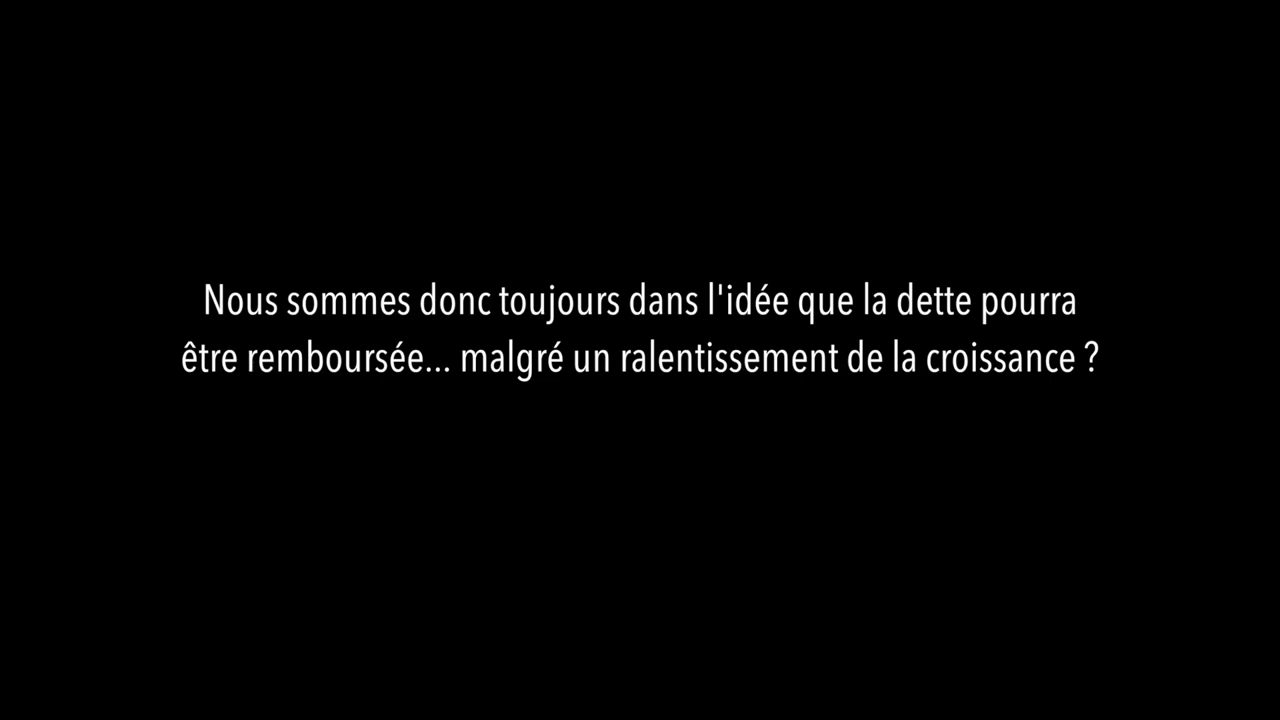 Nous sommes donc toujours dans l'idée que la dette pourra
être remboursée... malgré un ralentissement de la croissance ?